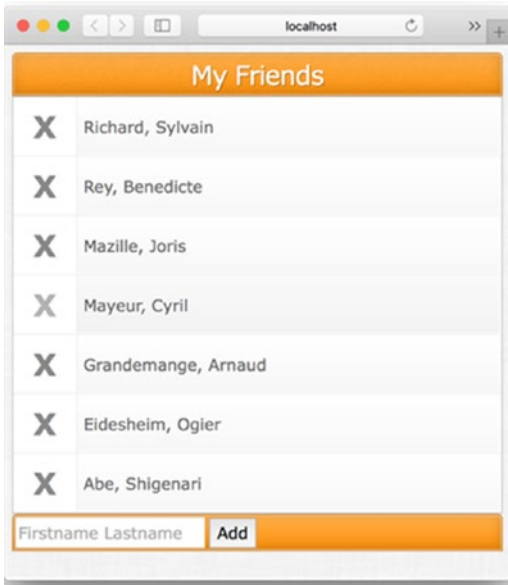 localhost
My Friends
X Richard, Sylvain
X Rey, Benedicte
X Mazille, Joris
X Mayeur, Cyril
X Grandemange, Arnaud
X Eidesheim, Ogier
X Abe, Shigenari
Firstname Lastname Add